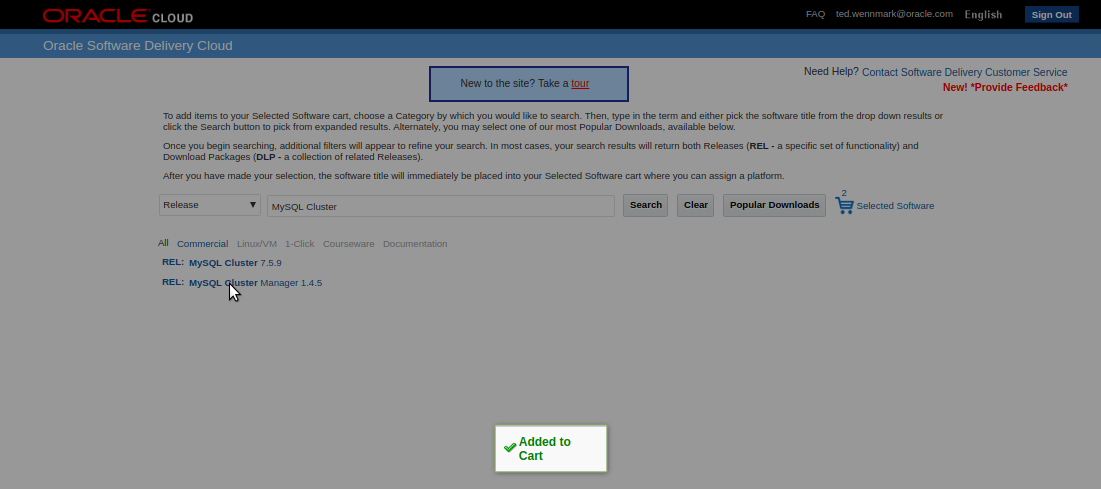 ORACLE CLOUD
FAQ ted.wennmark@oracle.com English Sign Out
Oracle Software Delivery Cloud
New to the site? Take a tour
Need Help? Contact Software Delivery Customer Service
New! *Provide Feedback*
To add items to your Selected Software cart, choose a Category by which you would like to search. Then, type in the term and either pick the software title from the drop down results or
click the Search button to pick from expanded results. Alternately, you may select one of our most Popular Downloads, available below.
Once you begin searching, additional filters will appear to refine your search. In most cases, your search results will return both Releases (REL - a specific set of functionality) and
Download Packages (DLP - a collection of related Releases).
After you have made your selection, the software title will immediately be placed into your Selected Software cart where you can assign a platform.
2
Release MySQL Cluster Search Clear Popular Downloads Selected Software
All Commercial Linux/VM 1-Click Courseware Documentation
REL: MySQL Cluster 7.5.9
REL: MySQL Cluster Manager 1.4.5
Added to
Cart